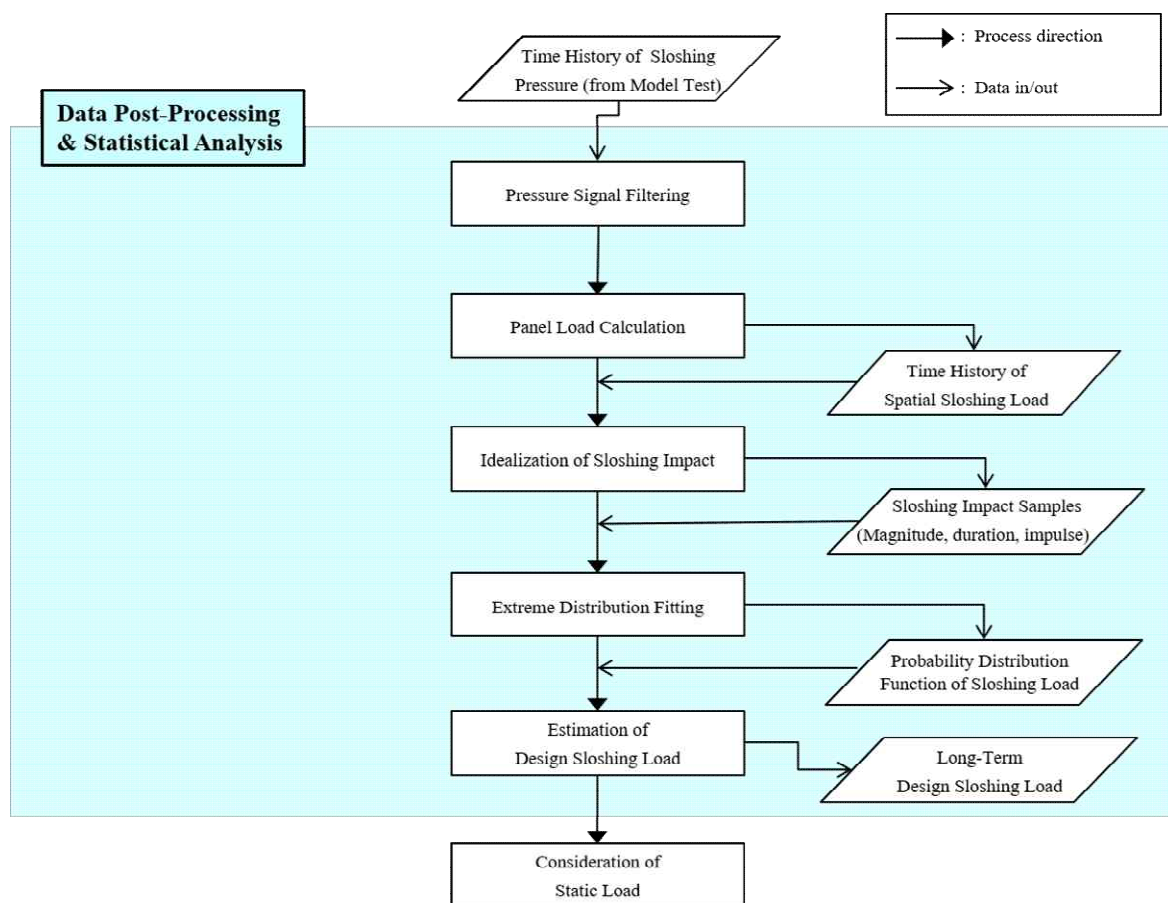 Time History of Sloshing
Pressure (from Model Test)
: Process direction
: Data in/out
Data Post-Processing
& Statistical Analysis
Pressure Signal Filtering
Panel Load Calculation
Time History of
Spatial Sloshing Load
Idealization of Sloshing Impact
Sloshing Impact Samples
(Magnitude, duration, impulse)
Extreme Distribution Fitting
Probability Distribution
Function of Sloshing Load
Estimation of
Design Sloshing Load
Long-Term
Design Sloshing Load
Consideration of
Static Load